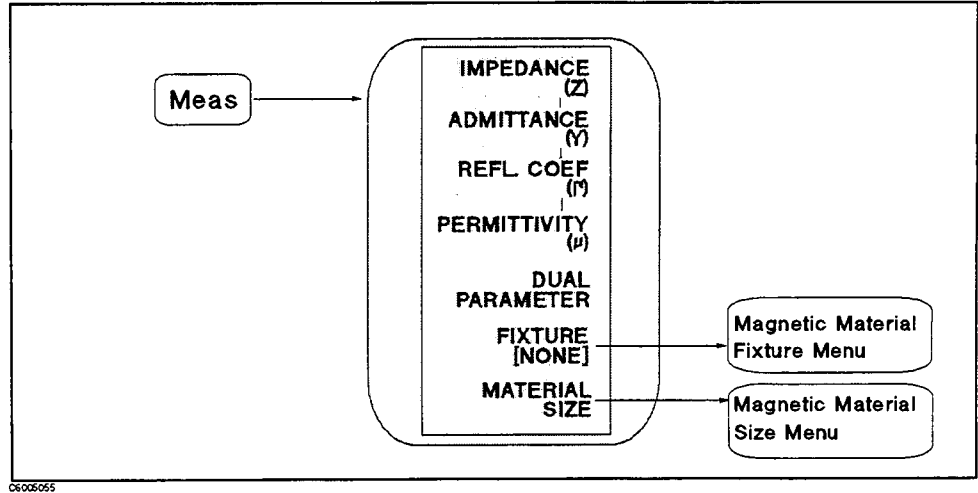 Meas
IMPEDANCE
(Z)
ADMITTANCE
(Y)
REFL. COEF
(Γ)
PERMITTIVITY
(μ)
DUAL
PARAMETER
FIXTURE
[NONE]
MATERIAL
SIZE
Magnetic Material
Fixture Menu
Magnetic Material
Size Menu
C6005055